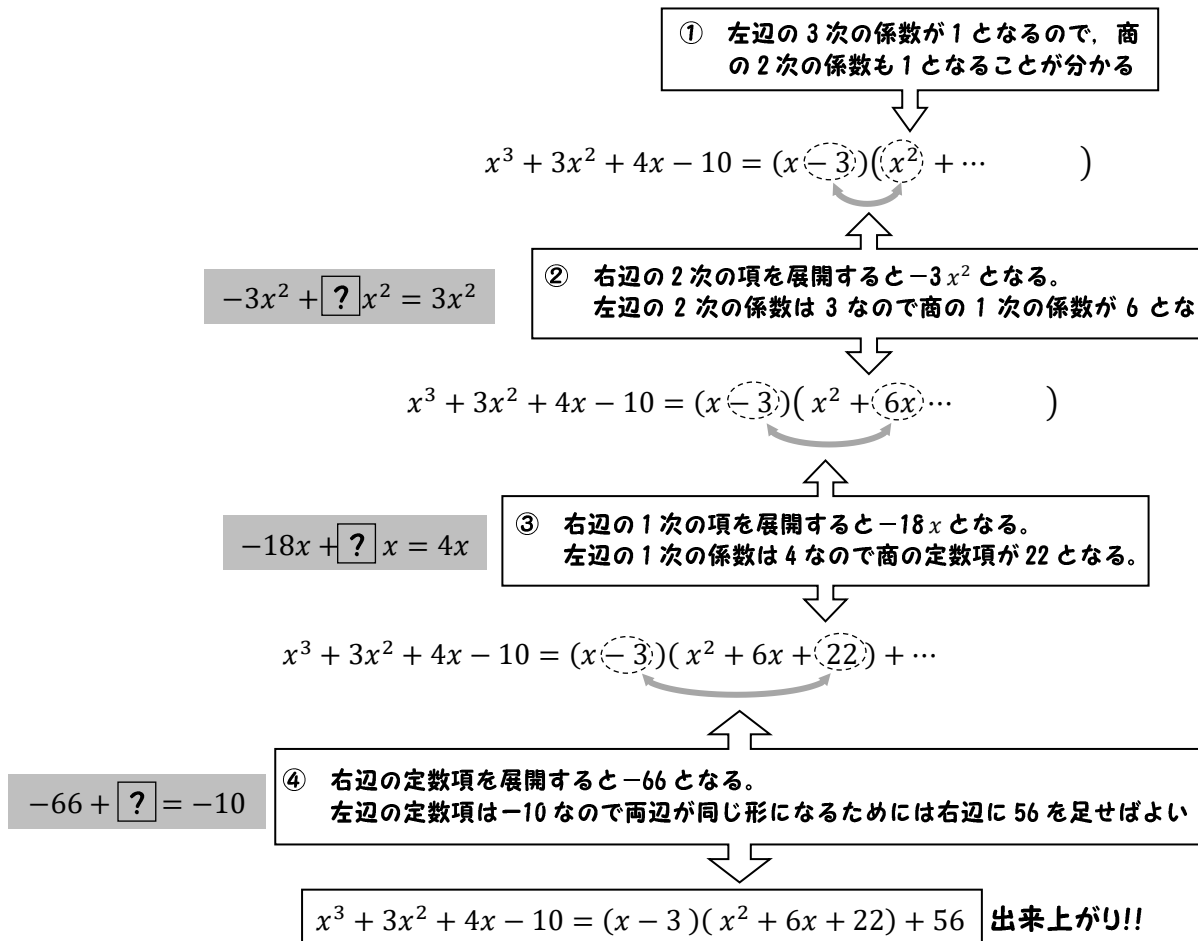 ① 左辺の3次の係数が1となるので，商
の2次の係数も1となることが分かる
x³ + 3x² + 4x − 10 = (x − 3)(x² + ⋯ )
−3x² + ? x² = 3x²
② 右辺の2次の項を展開すると−3x²となる。
左辺の2次の係数は3なので商の1次の係数が6とな
x³ + 3x² + 4x − 10 = (x − 3)( x² + 6x ⋯ )
−18x + ? x = 4x
③ 右辺の1次の項を展開すると−18xとなる。
左辺の1次の係数は4なので商の定数項が22となる。
x³ + 3x² + 4x − 10 = (x − 3)( x² + 6x + 22) + ⋯
−66 + ? = −10
④ 右辺の定数項を展開すると−66となる。
左辺の定数項は−10なので両辺が同じ形になるためには右辺に56を足せばよい
x³ + 3x² + 4x − 10 = (x − 3 )( x² + 6x + 22) + 56 出来上がり!!